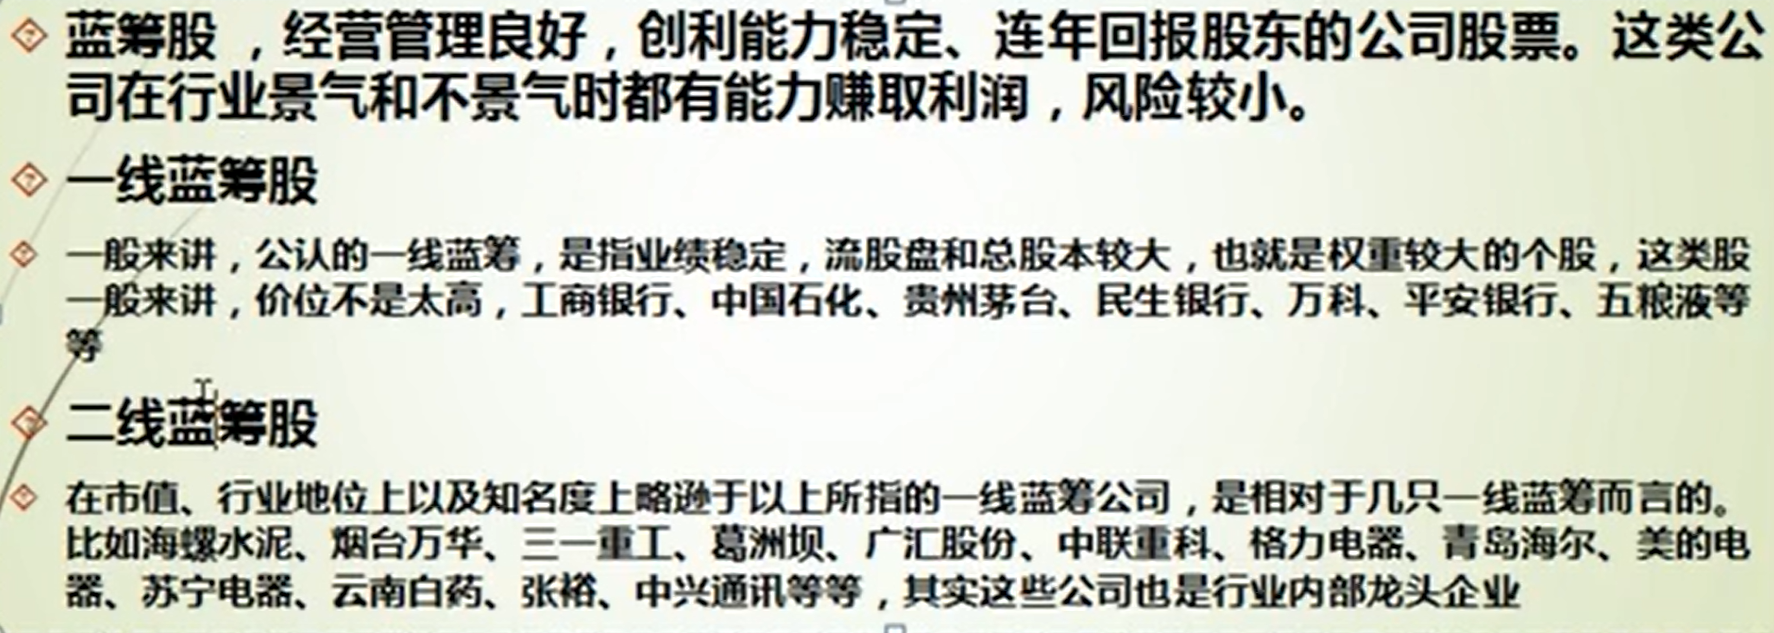 蓝筹股，经营管理良好，创利能力稳定、连年回报股东的公司股票。这类公
司在行业景气和不景气时都有能力赚取利润，风险较小。
一线蓝筹股
一般来讲，公认的一线蓝筹，是指业绩稳定，流股盘和总股本较大，也就是权重较大的个股，这类股
一般来讲，价位不是太高，工商银行、中国石化、贵州茅台、民生银行、万科、平安银行、五粮液等
等
二线蓝筹股
在市值、行业地位上以及知名度上略逊于以上所指的一线蓝筹公司，是相对于几只一线蓝筹而言的。
比如海螺水泥、烟台万华、三一重工、葛洲坝、广汇股份、中联重科、格力电器、青岛海尔、美的电
器、苏宁电器、云南白药、张裕、中兴通讯等等，其实这些公司也是行业内部龙头企业